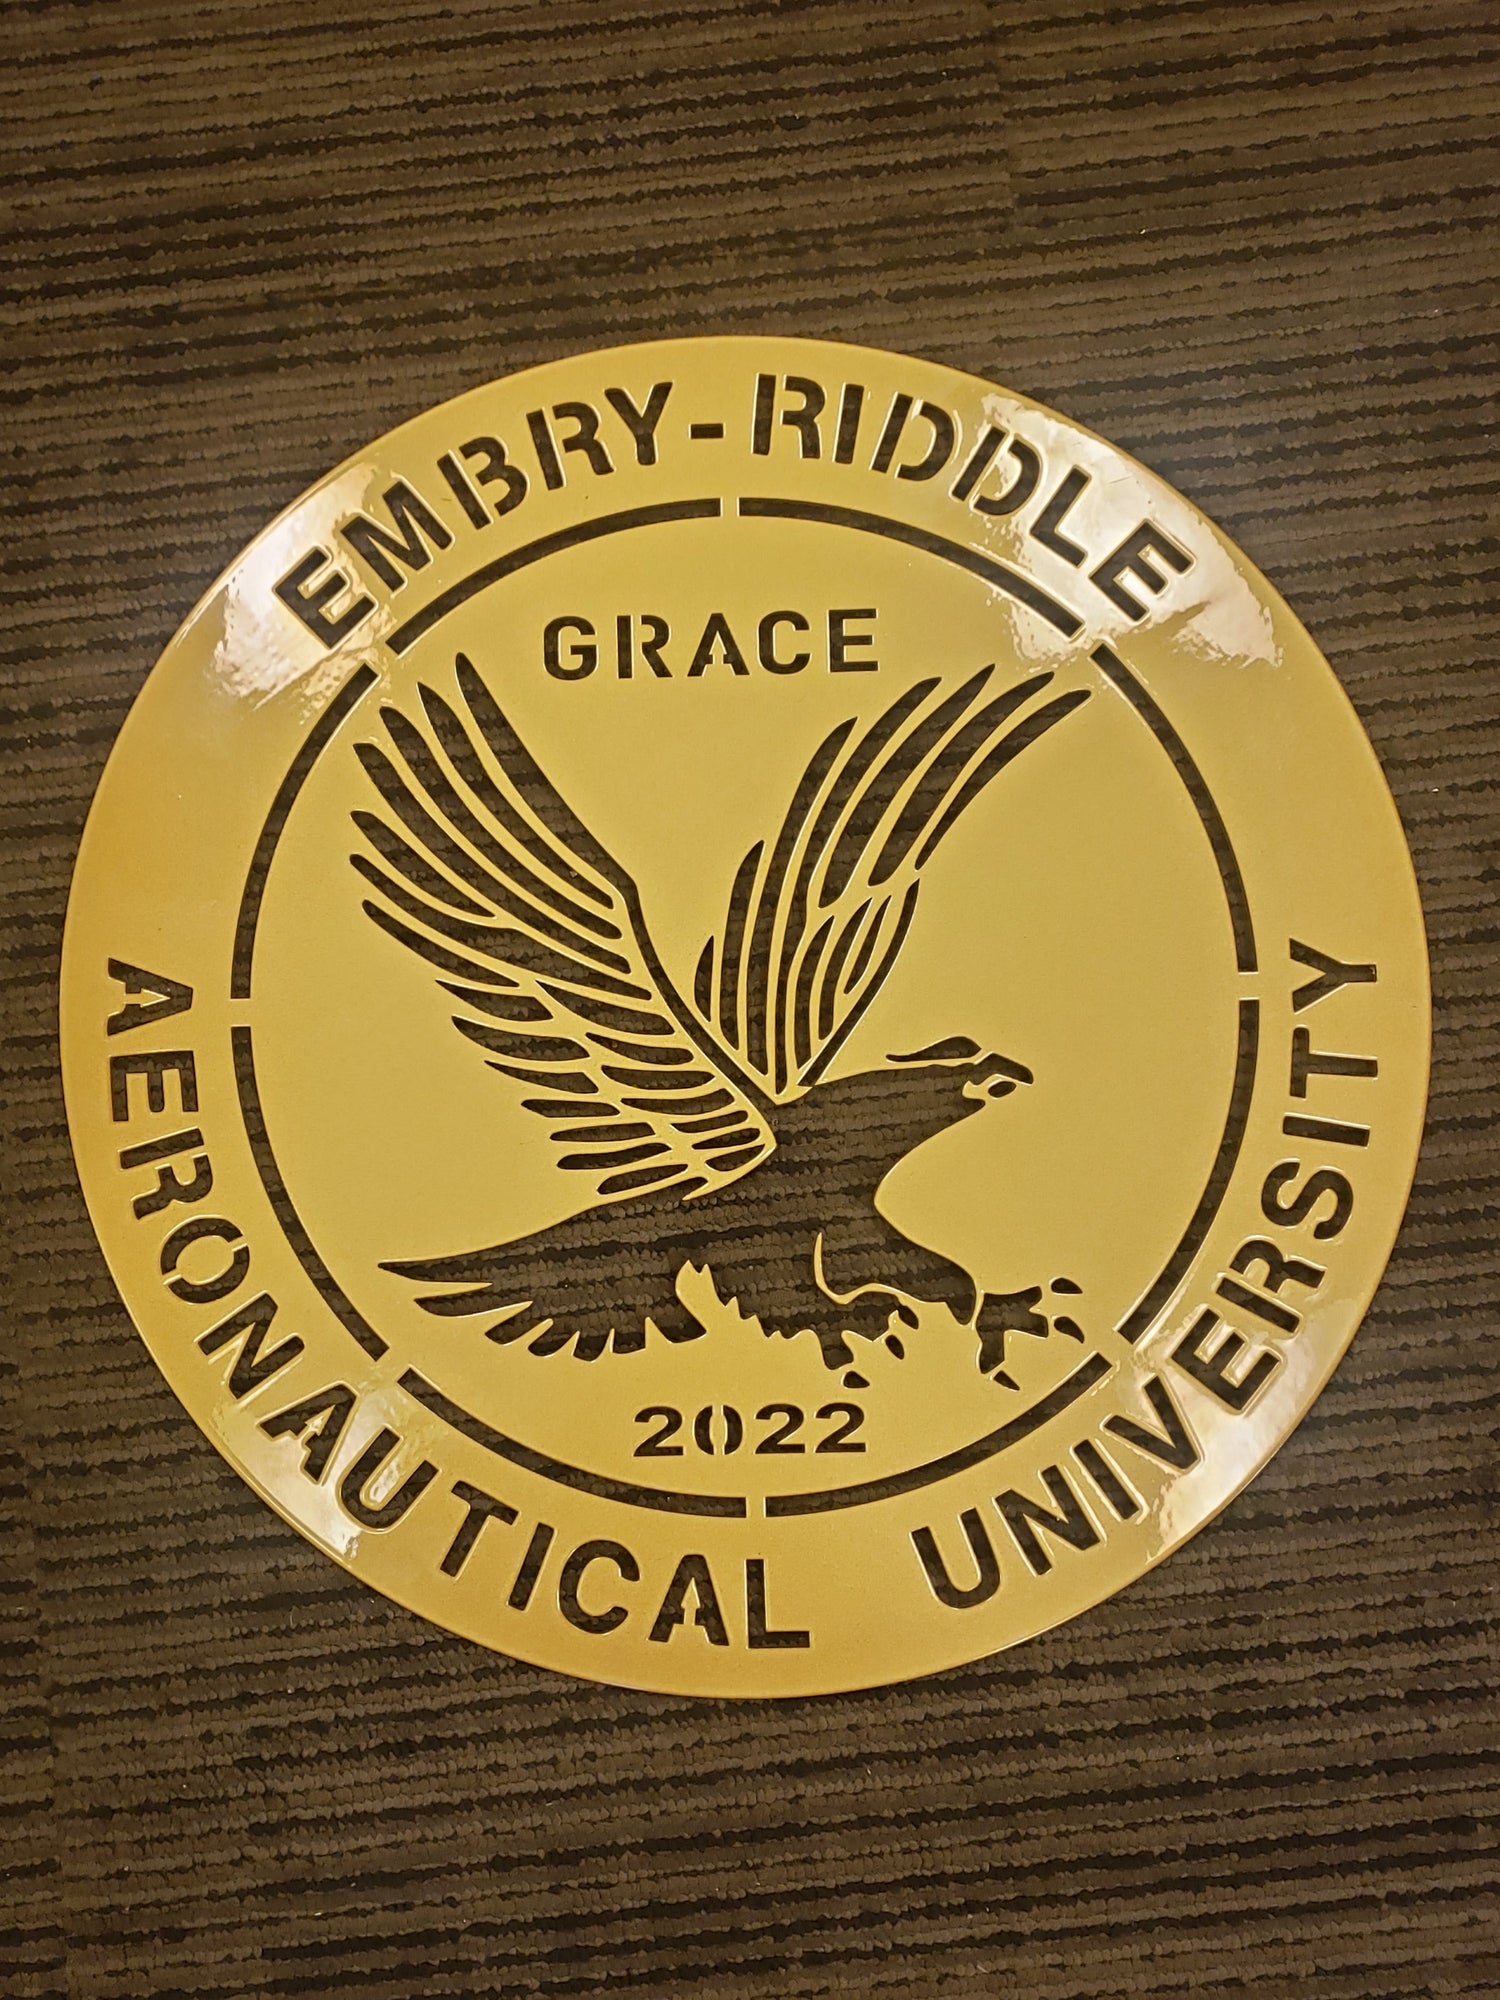 EMBRY-RIDDLE
GRACE
2022
AERONAUTICAL UNIVERSITY